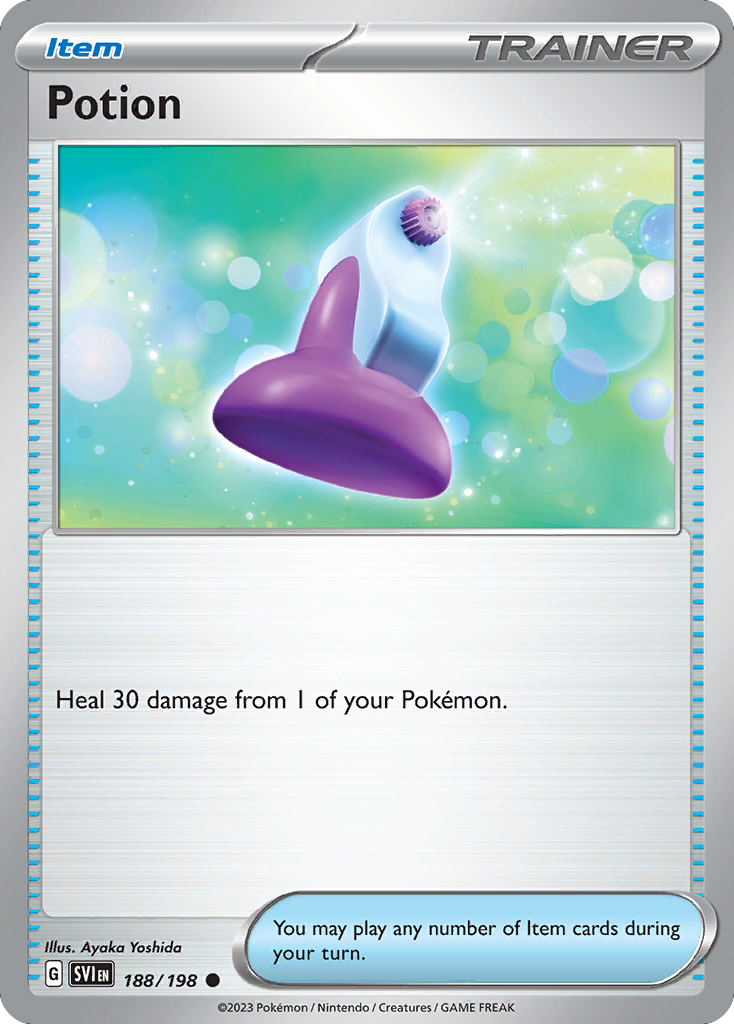 Item
TRAINER
Potion
Heal 30 damage from 1 of your Pokémon.
You may play any number of Item cards during
your turn.
Illus. Ayaka Yoshida
G SVI EN 188/198
©2023 Pokémon / Nintendo / Creatures / GAME FREAK